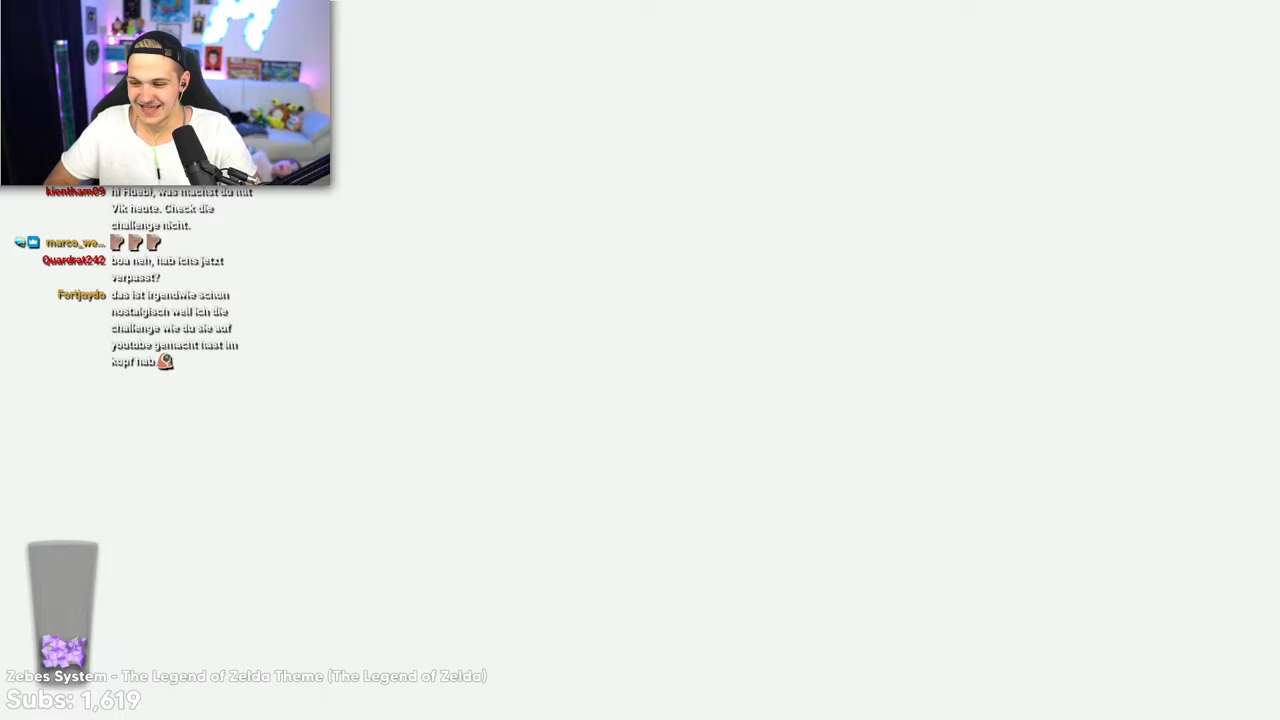 kientham09 hi Huebi, was machst du mit
Vik heute. Check die
challenge nicht.
marco_we...
Quardrat242 boa neh, hab ichs jetzt
verpasst?
Fortjaydo das ist irgendwie schon
nostalgisch weil ich die
challenge wie du sie auf
youtube gemacht hast im
kopf hab
Zebes System - The Legend of Zelda Theme (The Legend of Zelda)
Subs: 1,619